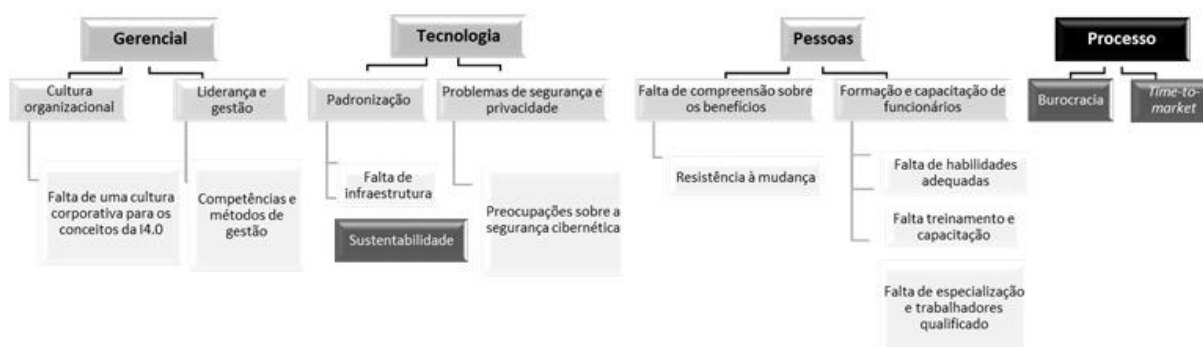 Gerencial
Cultura
organizacional
Liderança e
gestão
Falta de uma cultura
corporativa para os
conceitos da I4.0
Competências e
métodos de
gestão
Tecnologia
Padronização
Problemas de segurança e
privacidade
Falta de
infraestrutura
Sustentabilidade
Preocupações sobre a
segurança cibernética
Pessoas
Falta de compreensão sobre
os benefícios
Formação e capacitação de
funcionários
Resistência à mudança
Falta de habilidades
adequadas
Falta treinamento e
capacitação
Falta de especialização
e trabalhadores
qualificado
Processo
Burocracia
Time-to-
market